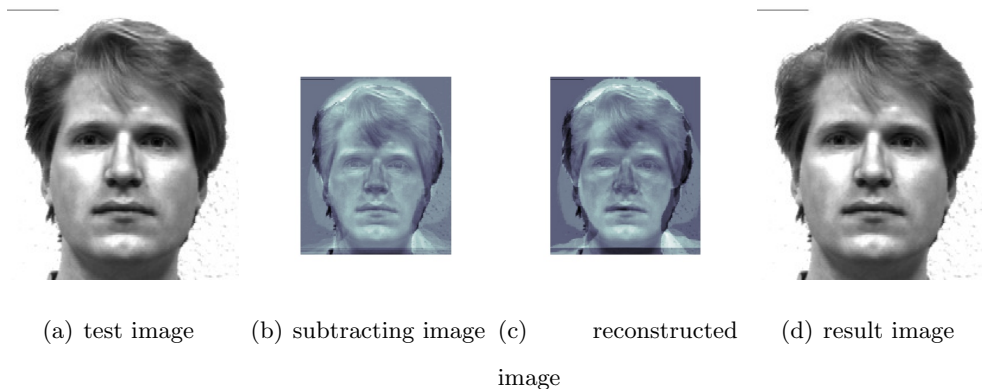 (a) test image (b) subtracting image (c) reconstructed (d) result image
image